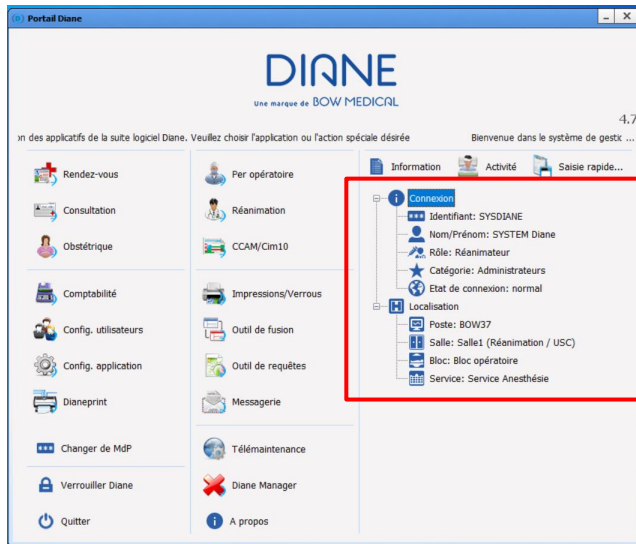 Portail Diane
DIANE
Une marque de BOW MEDICAL
4.7
on des applicatifs de la suite logiciel Diane. Veuillez choisir l'application ou l'action spéciale désirée
Bienvenue dans le système de gestic ...
Information
Activité
Saisie rapide...
Rendez-vous
Per opératoire
Consultation
Réanimation
Obstétrique
CCAM/Cim10
Comptabilité
Impressions/Verrous
Config. utilisateurs
Outil de fusion
Config. application
Outil de requêtes
Dianeprint
Messagerie
Changer de MdP
Télémaintenance
Verrouiller Diane
Diane Manager
Quitter
A propos
Connexion
Identifiant: SYSDIANE
Nom/Prénom: SYSTEM Diane
Rôle: Réanimateur
Catégorie: Administrateurs
Etat de connexion: normal
Localisation
Poste: BOW37
Salle: Salle1 (Réanimation / USC)
Bloc: Bloc opératoire
Service: Service Anesthésie